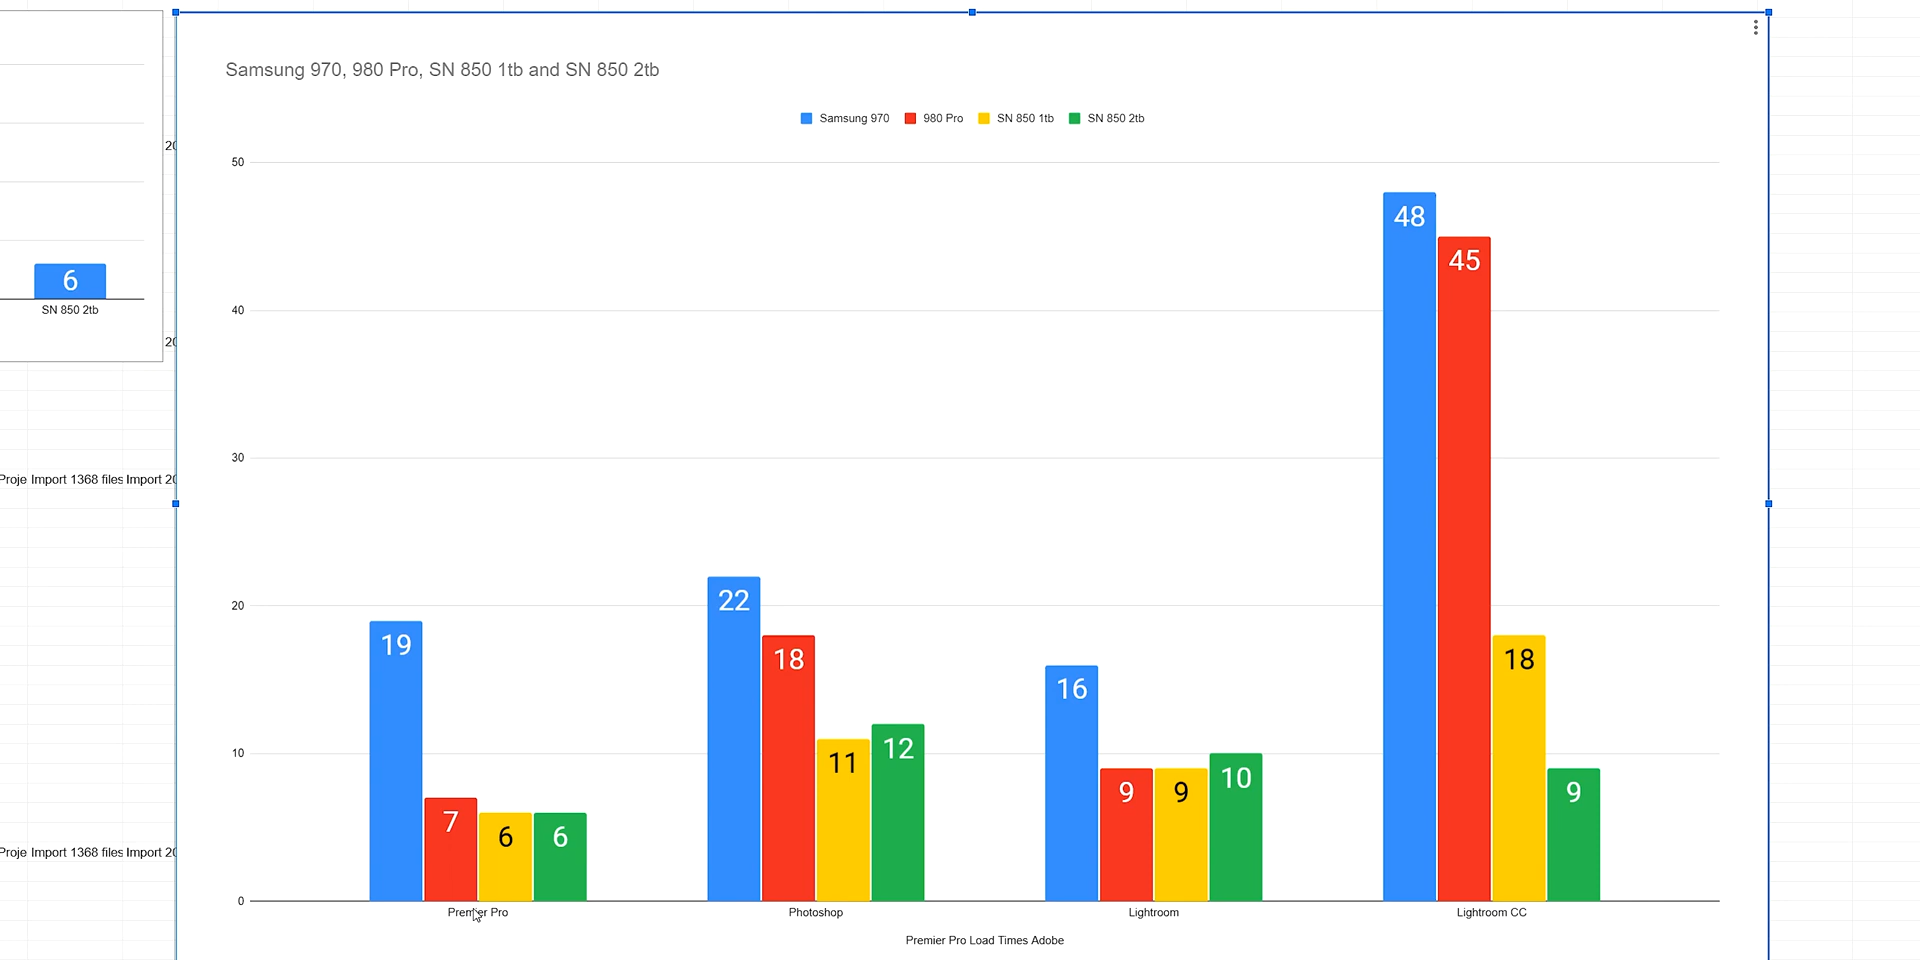 Samsung 970, 980 Pro, SN 850 1tb and SN 850 2tb
Samsung 970 980 Pro SN 850 1tb SN 850 2tb
50
40
30
20
10
0
19
7
6
6
22
18
11
12
16
9
9
10
48
45
18
9
Premier Pro
Photoshop
Lightroom
Lightroom CC
Premier Pro Load Times Adobe
6
SN 850 2tb
20
20
Proje Import 1368 files Import 20
Proje Import 1368 files Import 20